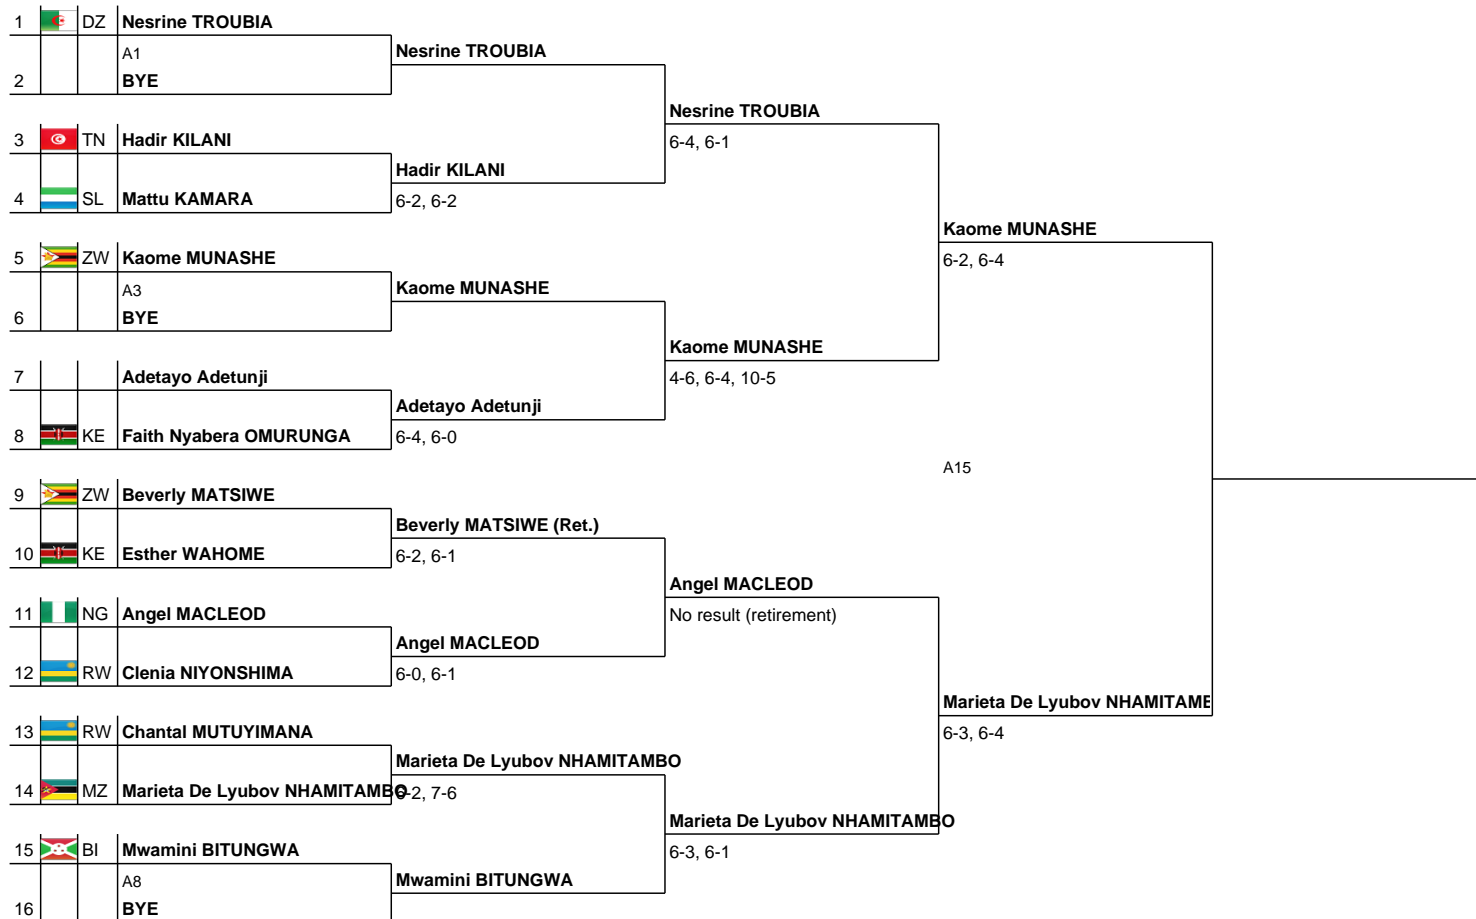 1 DZ Nesrine TROUBIA
A1 Nesrine TROUBIA
2 BYE
Nesrine TROUBIA
3 TN Hadir KILANI 6-4, 6-1
Hadir KILANI
4 SL Mattu KAMARA 6-2, 6-2
Kaome MUNASHE
5 ZW Kaome MUNASHE 6-2, 6-4
A3 Kaome MUNASHE
6 BYE
Kaome MUNASHE
7 Adetayo Adetunji 4-6, 6-4, 10-5
Adetayo Adetunji
8 KE Faith Nyabera OMURUNGA 6-4, 6-0
A15
9 ZW Beverly MATSIWE
Beverly MATSIWE (Ret.)
10 KE Esther WAHOME 6-2, 6-1
Angel MACLEOD
11 NG Angel MACLEOD No result (retirement)
Angel MACLEOD
12 RW Clenia NIYONSHIMA 6-0, 6-1
Marieta De Lyubov NHAMITAMB
13 RW Chantal MUTUYIMANA 6-3, 6-4
Marieta De Lyubov NHAMITAMBO
14 MZ Marieta De Lyubov NHAMITAMBO 6-2, 7-6
Marieta De Lyubov NHAMITAMBO
15 BI Mwamini BITUNGWA 6-3, 6-1
A8 Mwamini BITUNGWA
16 BYE